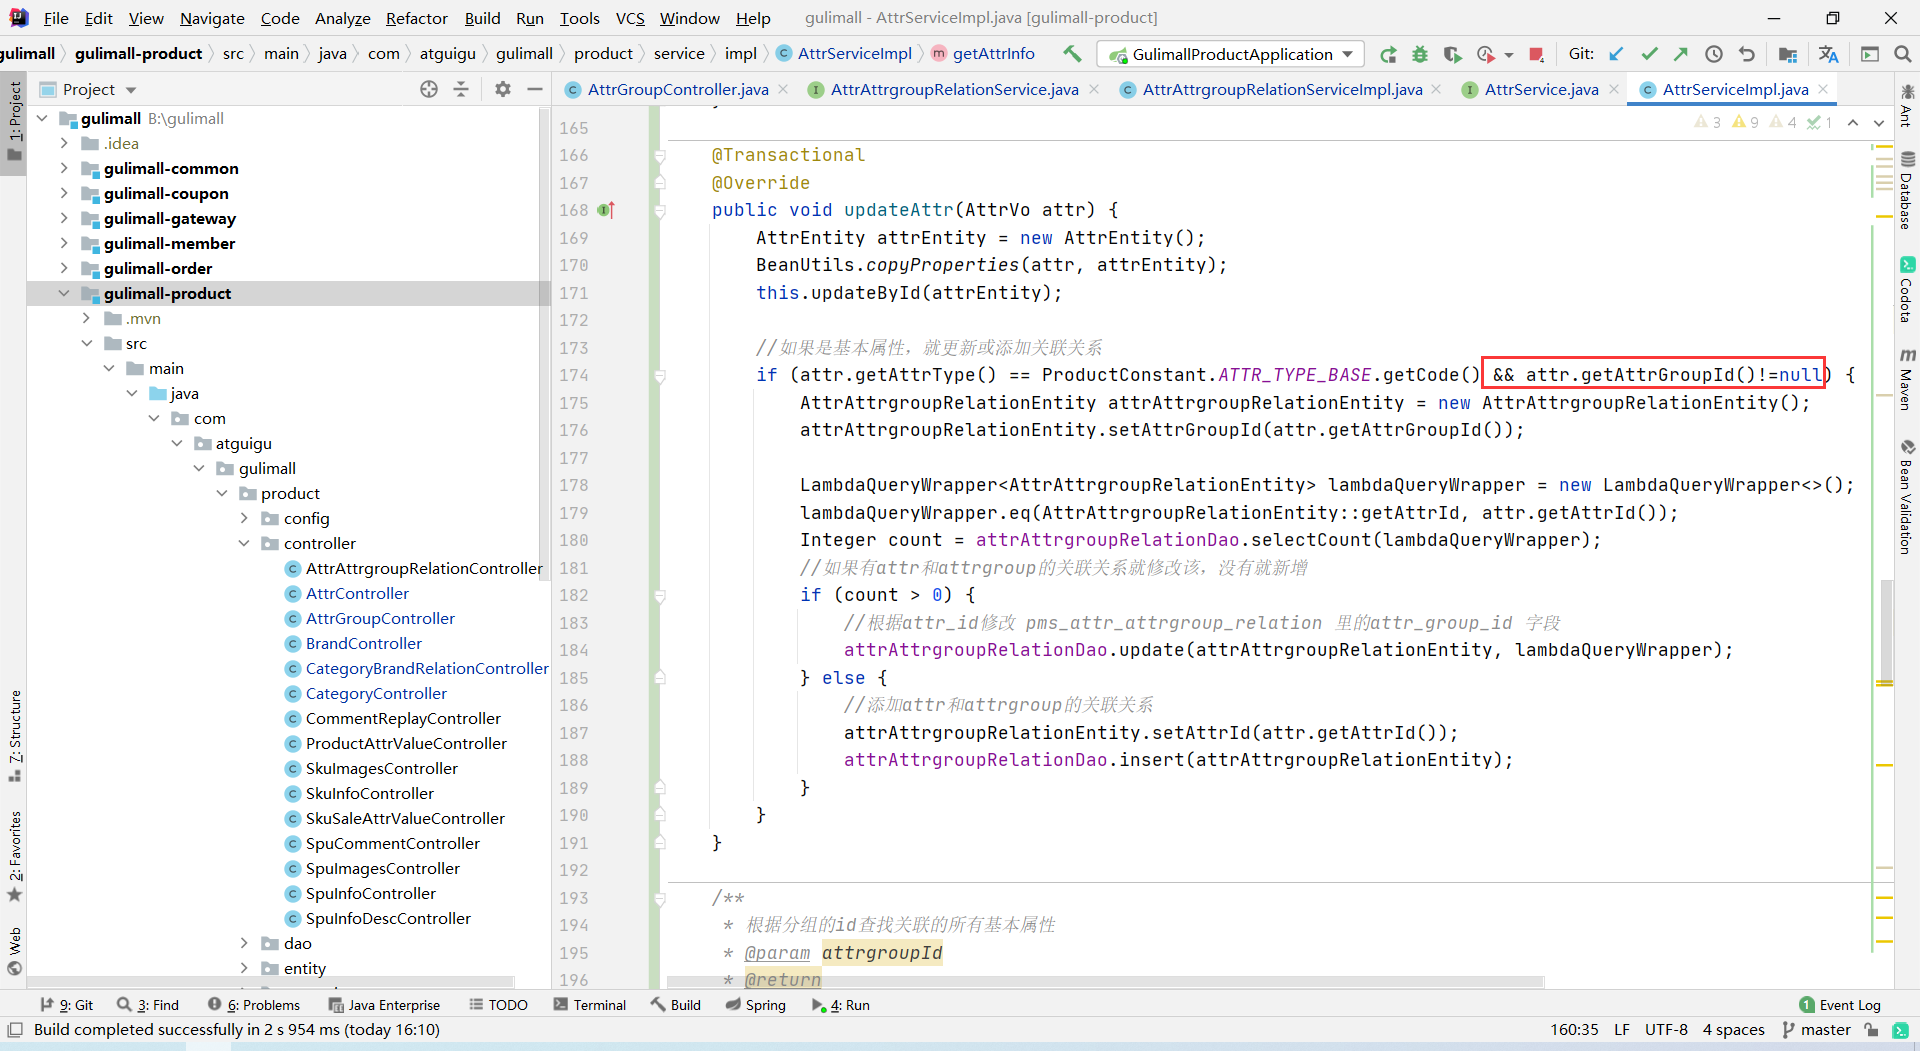 File Edit View Navigate Code Analyze Refactor Build Run Tools VCS Window Help gulimall - AttrServiceImpl.java [gulimall-product]
gulimall gulimall-product src main java com atguigu gulimall product service impl AttrServiceImpl getAttrInfo GulimallProductApplication Git:
Project
AttrGroupController.java AttrAttrgroupRelationService.java AttrAttrgroupRelationServiceImpl.java AttrService.java AttrServiceImpl.java
3 9 4 1
1: Project
7: Structure
2: Favorites
Web
gulimall B:\gulimall
.idea
gulimall-common
gulimall-coupon
gulimall-gateway
gulimall-member
gulimall-order
gulimall-product
.mvn
src
main
java
com
atguigu
gulimall
product
config
controller
AttrAttrgroupRelationController
AttrController
AttrGroupController
BrandController
CategoryBrandRelationController
CategoryController
CommentReplayController
ProductAttrValueController
SkuImagesController
SkuInfoController
SkuSaleAttrValueController
SpuCommentController
SpuImagesController
SpuInfoController
SpuInfoDescController
dao
entity
165
166 @Transactional
167 @Override
168 public void updateAttr(AttrVo attr) {
169 AttrEntity attrEntity = new AttrEntity();
170 BeanUtils.copyProperties(attr, attrEntity);
171 this.updateById(attrEntity);
172
173 //如果是基本属性，就更新或添加关联关系
174 if (attr.getAttrType() == ProductConstant.ATTR_TYPE_BASE.getCode() && attr.getAttrGroupId()!=null) {
175 AttrAttrgroupRelationEntity attrAttrgroupRelationEntity = new AttrAttrgroupRelationEntity();
176 attrAttrgroupRelationEntity.setAttrGroupId(attr.getAttrGroupId());
177
178 LambdaQueryWrapper<AttrAttrgroupRelationEntity> lambdaQueryWrapper = new LambdaQueryWrapper<>();
179 lambdaQueryWrapper.eq(AttrAttrgroupRelationEntity::getAttrId, attr.getAttrId());
180 Integer count = attrAttrgroupRelationDao.selectCount(lambdaQueryWrapper);
181 //如果有attr和attrgroup的关联关系就修改该，没有就新增
182 if (count > 0) {
183 //根据attr_id修改 pms_attr_attrgroup_relation 里的attr_group_id 字段
184 attrAttrgroupRelationDao.update(attrAttrgroupRelationEntity, lambdaQueryWrapper);
185 } else {
186 //添加attr和attrgroup的关联关系
187 attrAttrgroupRelationEntity.setAttrId(attr.getAttrId());
188 attrAttrgroupRelationDao.insert(attrAttrgroupRelationEntity);
189 }
190 }
191 }
192
193 /**
194 * 根据分组的id查找关联的所有基本属性
195 * @param attrgroupId
196 * @return
Ant
Database
Codota
Maven
Bean Validation
9: Git 3: Find 6: Problems Java Enterprise TODO Terminal Build Spring 4: Run 1 Event Log
Build completed successfully in 2 s 954 ms (today 16:10) 160:35 LF UTF-8 4 spaces master